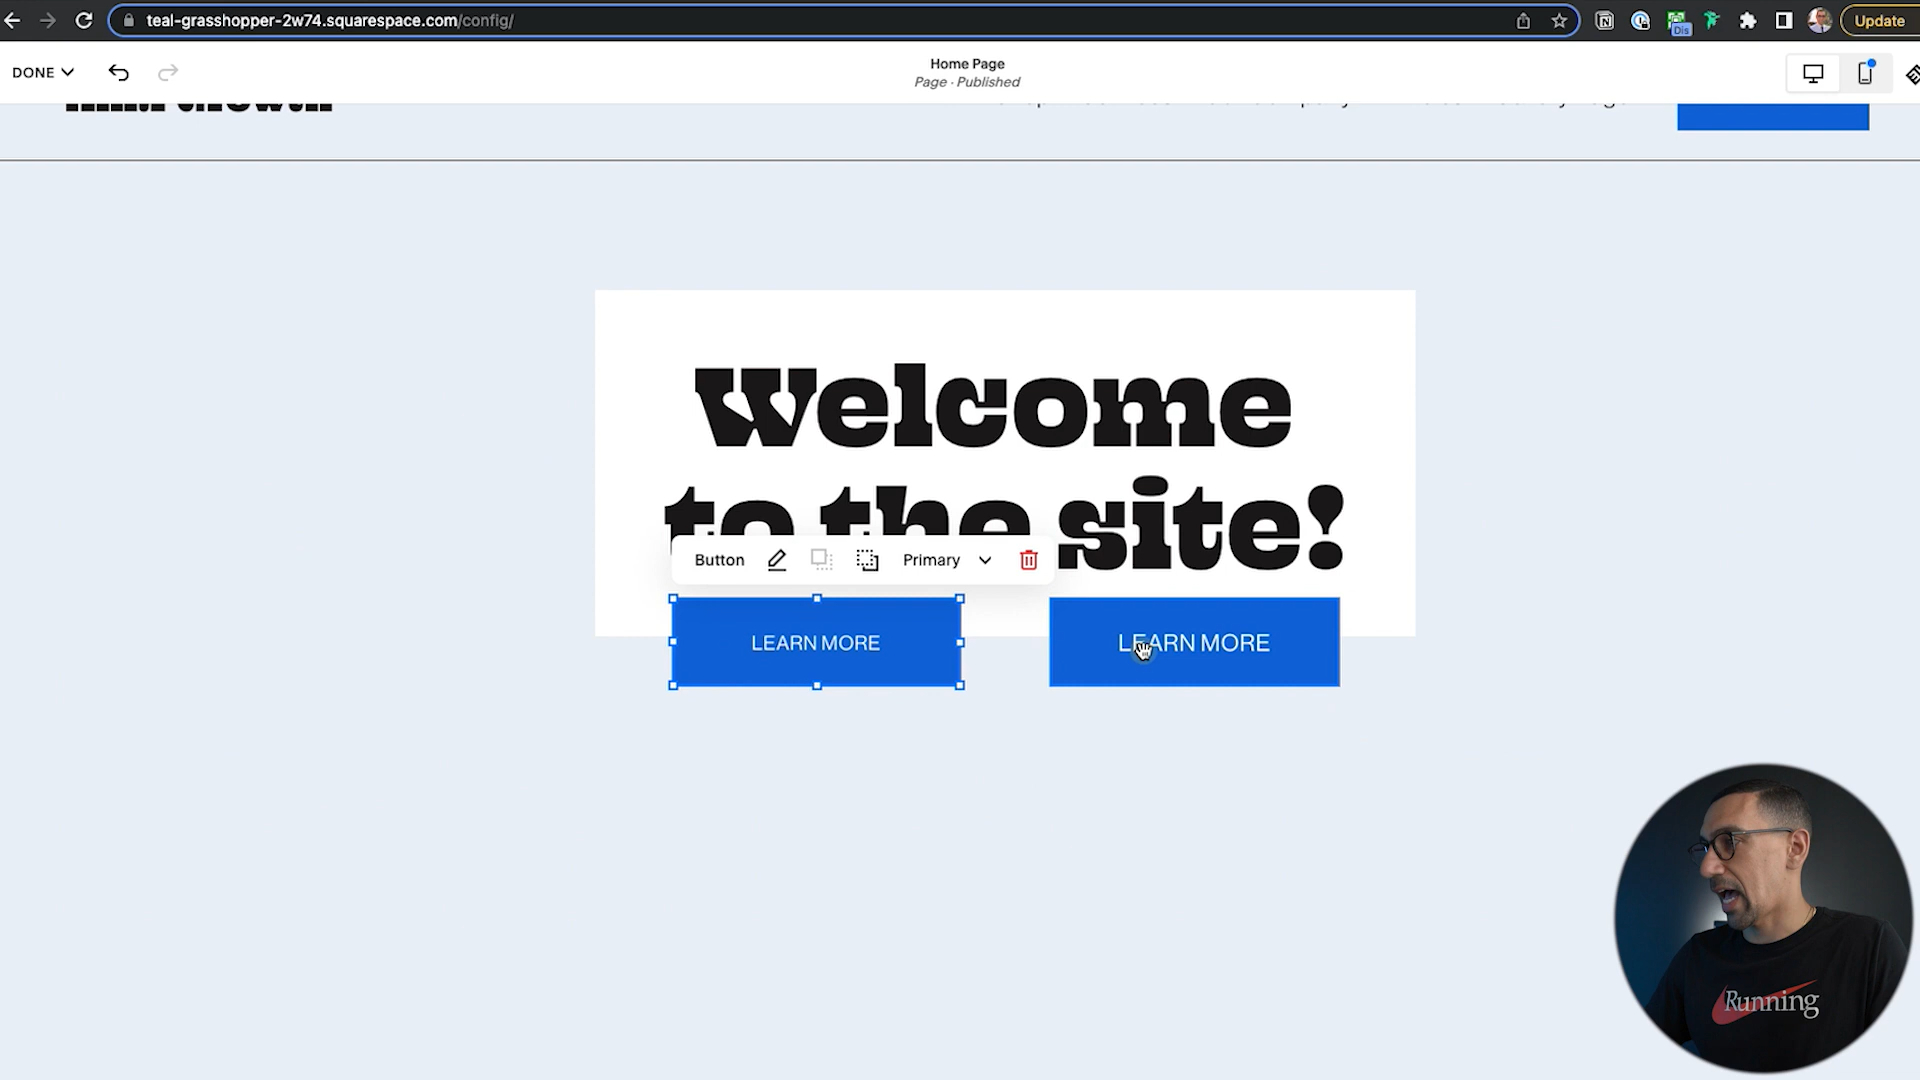 teal-grasshopper-2w74.squarespace.com/config/
Dis
Update
DONE
Home Page
Page · Published
Welcome
to the site!
Button
Primary
LEARN MORE
LEARN MORE
Running